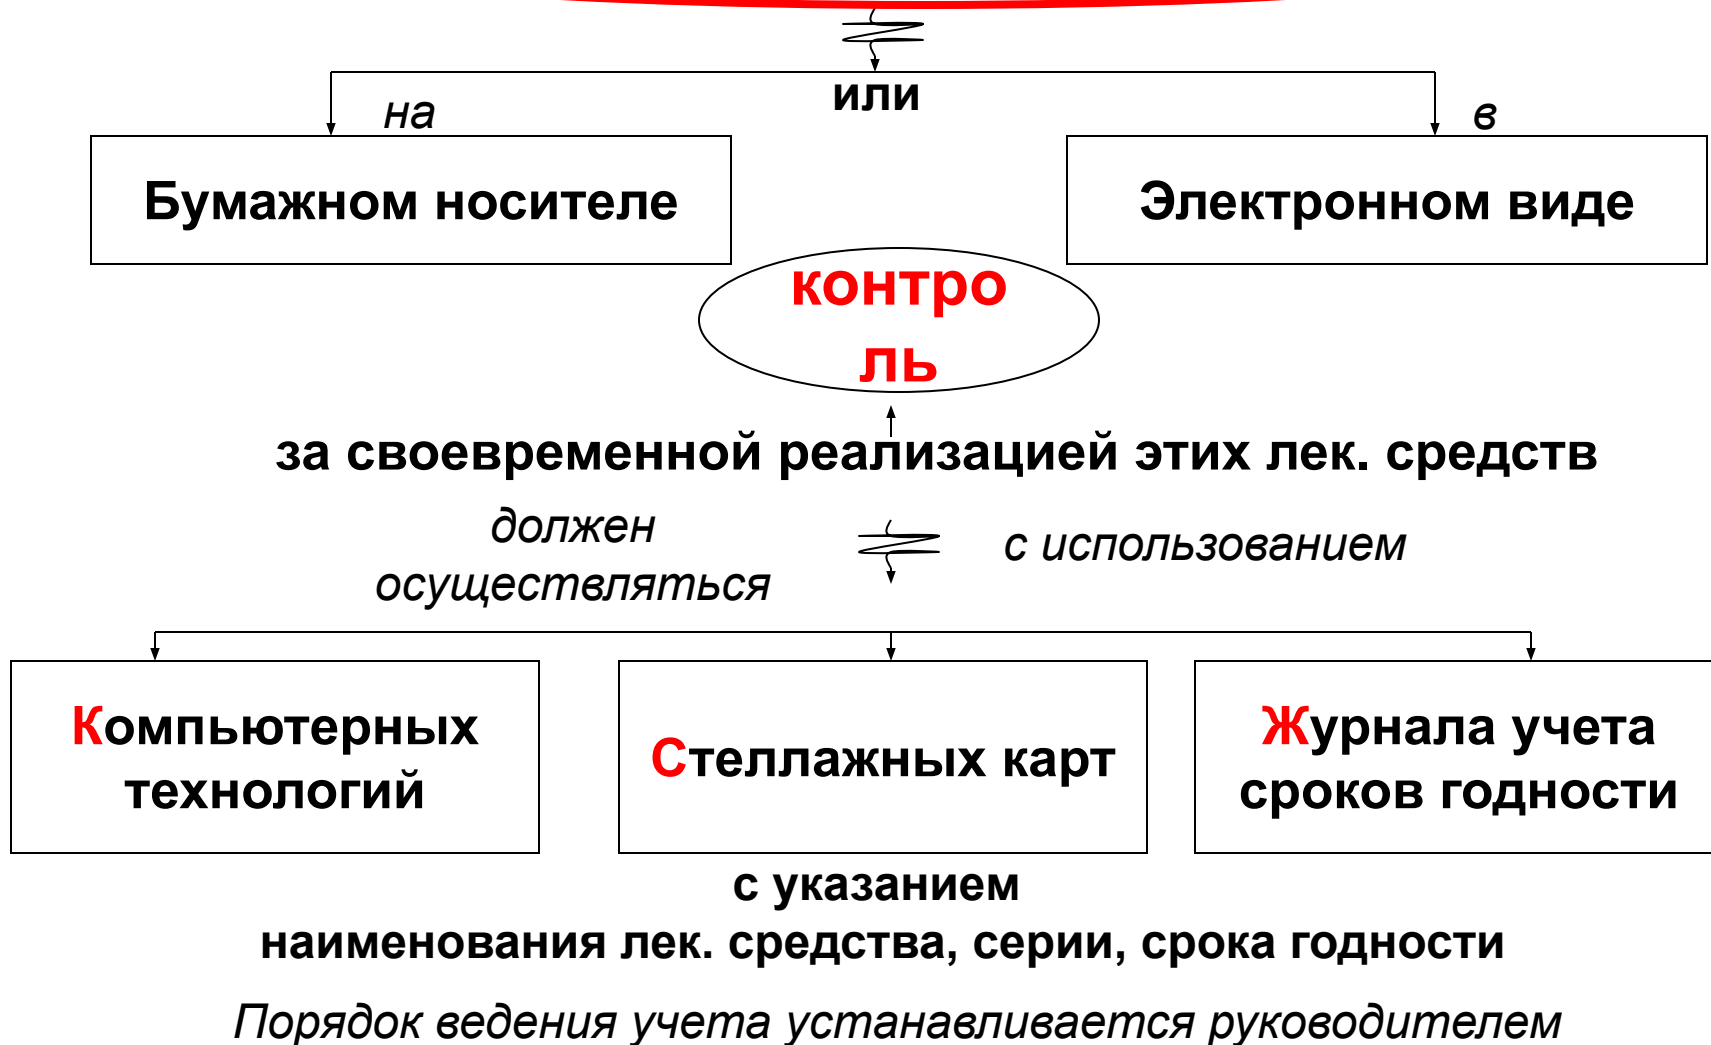 или
на
в
Бумажном носителе
Электронном виде
контро
ль
за своевременной реализацией этих лек. средств
должен
осуществляться
с использованием
Компьютерных
технологий
Стеллажных карт
Журнала учета
сроков годности
с указанием
наименования лек. средства, серии, срока годности
Порядок ведения учета устанавливается руководителем